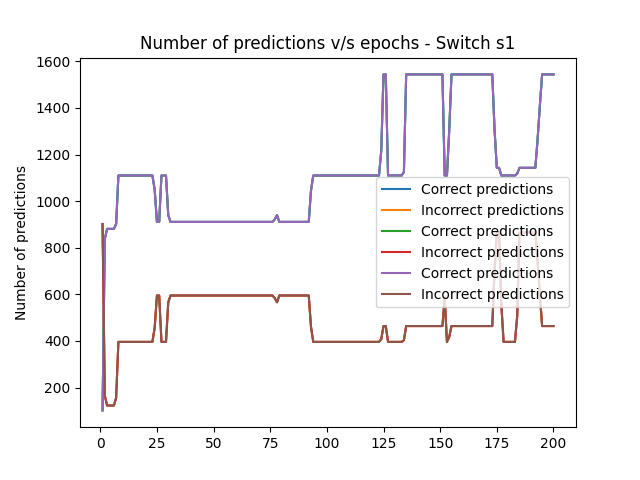 Number of predictions v/s epochs - Switch s1
Number of predictions
1600
1400
1200
1000
800
600
400
200
Correct predictions
Incorrect predictions
Correct predictions
Incorrect predictions
Correct predictions
Incorrect predictions
0 25 50 75 100 125 150 175 200